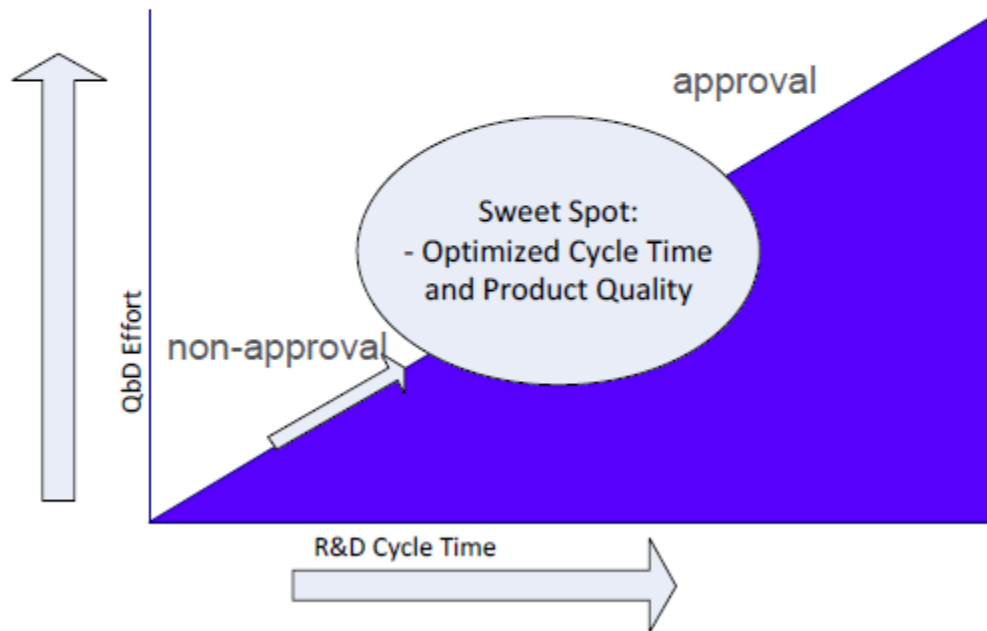 approval
Sweet Spot:
- Optimized Cycle Time
and Product Quality
non-approval
QbD Effort
R&D Cycle Time